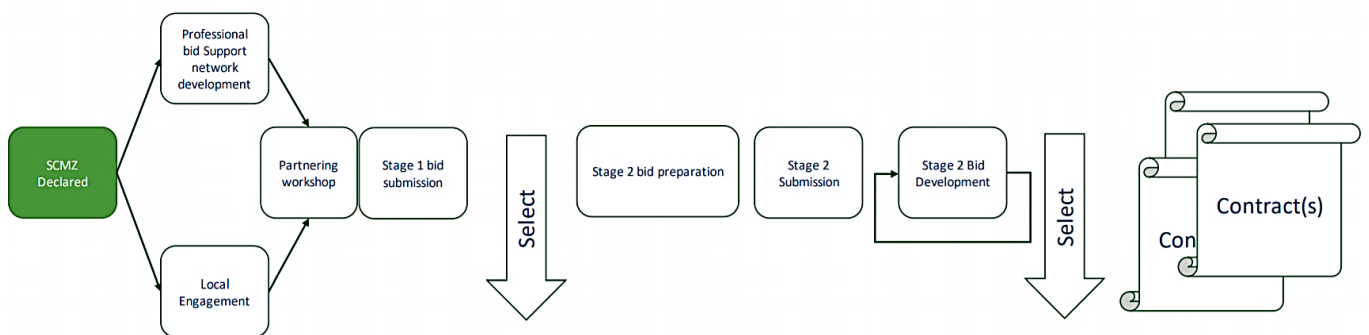 Professional
bid Support
network
development
SCMZ
Declared
Local
Engagement
Partnering
workshop
Stage 1 bid
submission
Select
Stage 2 bid preparation
Stage 2
Submission
Stage 2 Bid
Development
Select
Con
Contract(s)